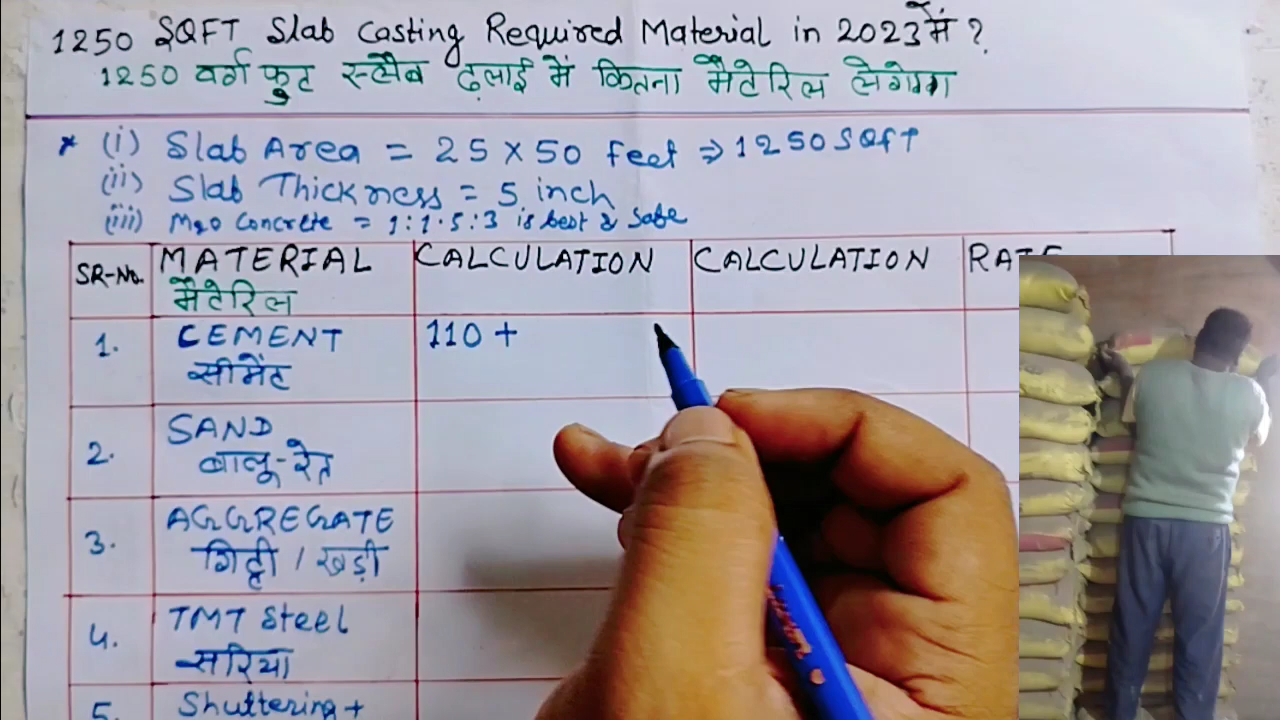 1250 SQFT Slab Casting Required Material in 2023 में ?
1250 वर्ग फुट स्लैब ढ़लाई में कितना मैटेरिल लगेगा
* (i) Slab Area = 25 × 50 feet ⇒ 1250 SQFT
(ii) Slab Thickness = 5 inch
(iii) M20 Concrete = 1:1.5:3 is best & Safe
SR-No. MATERIAL CALCULATION CALCULATION RATE
मैटेरिल
1. CEMENT 110 +
सीमेंट
2. SAND
बालू-रेत
3. AGGREGATE
गिट्टी / खड़ी
4. TMT Steel
सरिया
5. Shuttering +